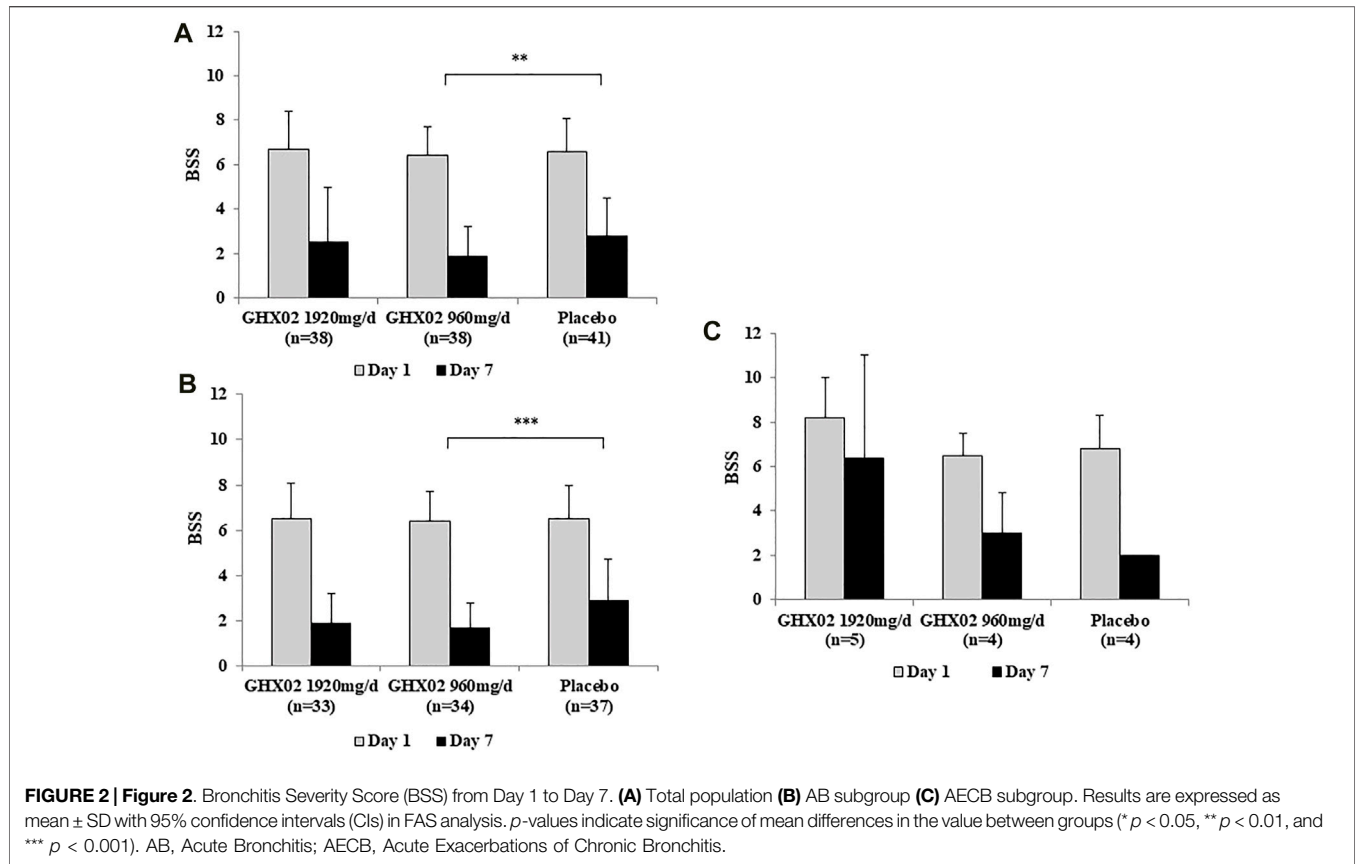 A
**
12
10
8
6
4
2
0
BSS
GHX02 1920mg/d
(n=38)
GHX02 960mg/d
(n=38)
Placebo
(n=41)
Day 1
Day 7
B
***
12
10
8
6
4
2
0
BSS
GHX02 1920mg/d
(n=33)
GHX02 960mg/d
(n=34)
Placebo
(n=37)
Day 1
Day 7
C
12
10
8
6
4
2
0
BSS
GHX02 1920mg/d
(n=5)
GHX02 960mg/d
(n=4)
Placebo
(n=4)
Day 1
Day 7
FIGURE 2 | Figure 2. Bronchitis Severity Score (BSS) from Day 1 to Day 7. (A) Total population (B) AB subgroup (C) AECB subgroup. Results are expressed as
mean ± SD with 95% confidence intervals (CIs) in FAS analysis. p-values indicate significance of mean differences in the value between groups (* p < 0.05, ** p < 0.01, and
*** p < 0.001). AB, Acute Bronchitis; AECB, Acute Exacerbations of Chronic Bronchitis.